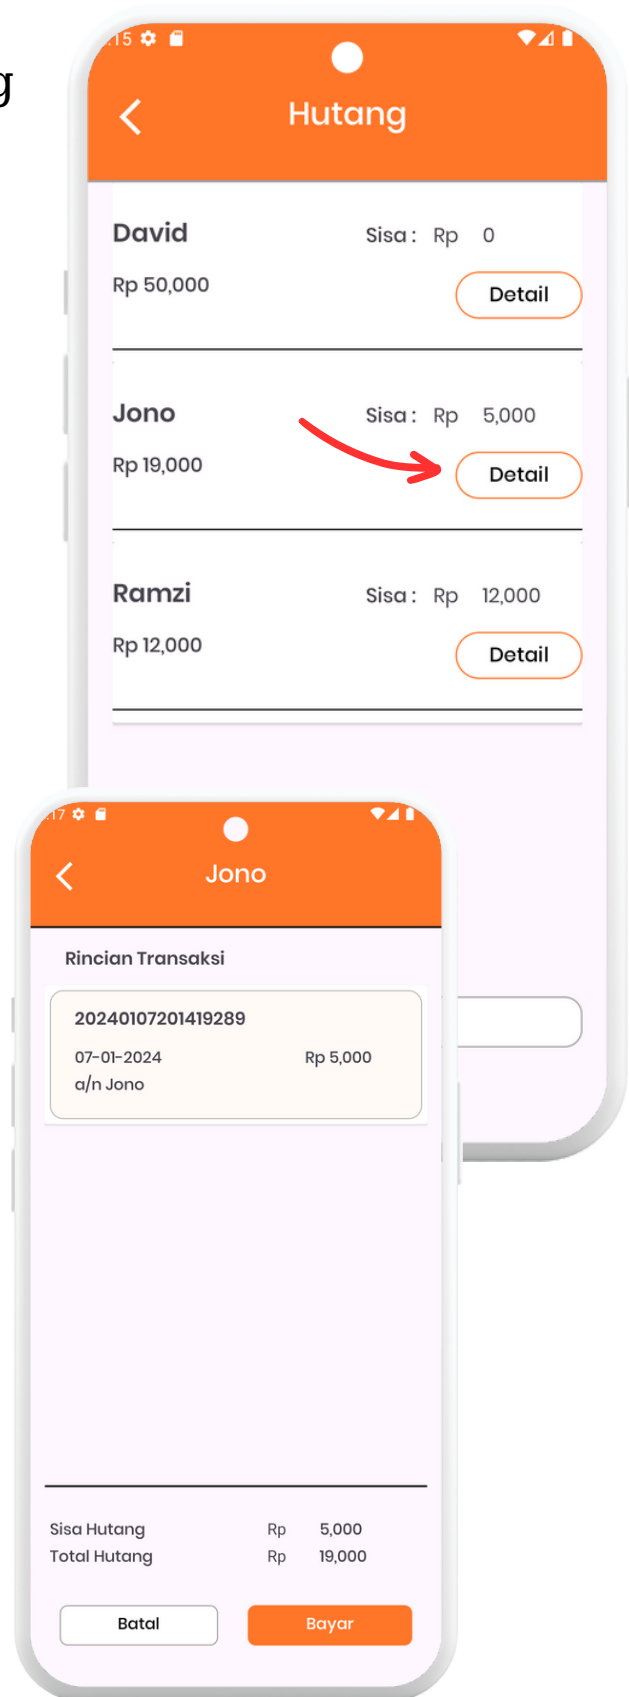 g
:15
Hutang
David Sisa : Rp 0
Rp 50,000 Detail
Jono Sisa : Rp 5,000
Rp 19,000 Detail
Ramzi Sisa : Rp 12,000
Rp 12,000 Detail
:17
Jono
Rincian Transaksi
20240107201419289
07-01-2024 Rp 5,000
a/n Jono
Sisa Hutang Rp 5,000
Total Hutang Rp 19,000
Batal Bayar